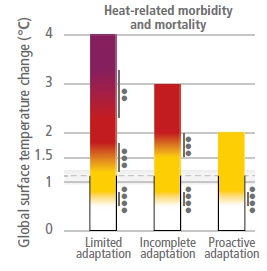 Heat-related morbidity
and mortality
Global surface temperature change (°C)
4
3
2
1.5
1
0
Limited
adaptation
Incomplete
adaptation
Proactive
adaptation